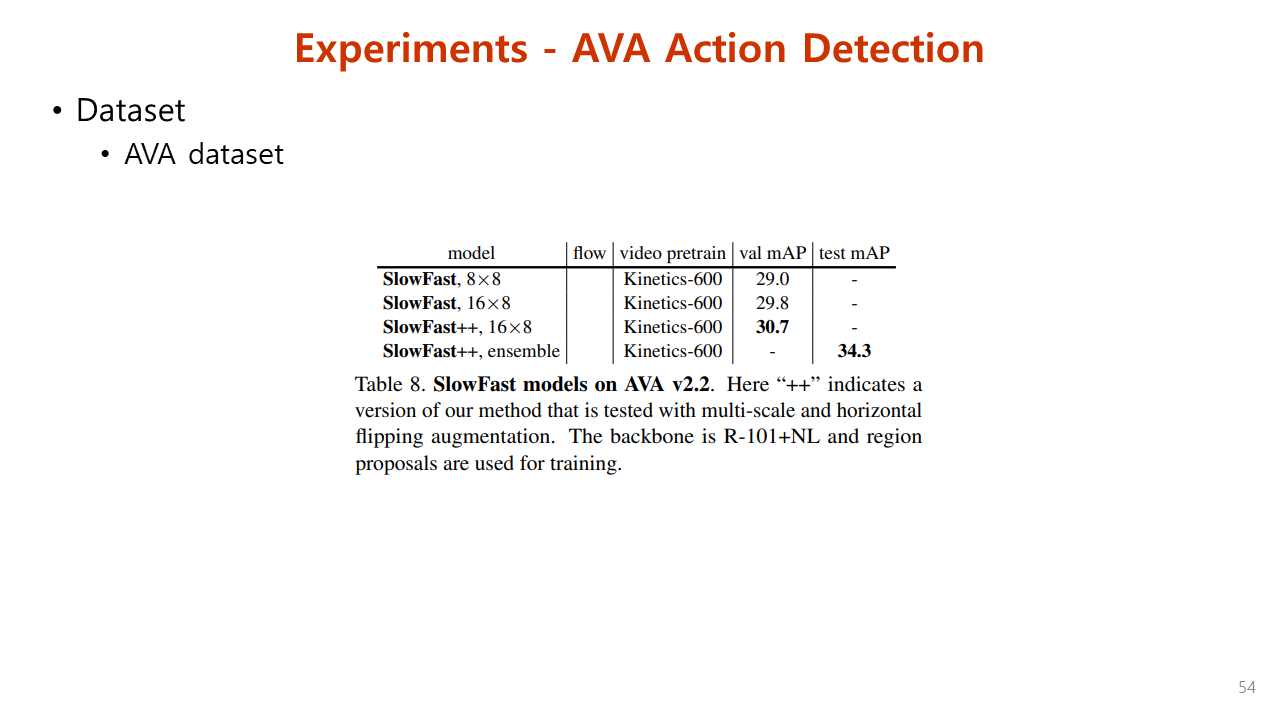 Experiments - AVA Action Detection
• Dataset
• AVA dataset
model flow video pretrain val mAP test mAP
SlowFast, 8×8 Kinetics-600 29.0 -
SlowFast, 16×8 Kinetics-600 29.8 -
SlowFast++, 16×8 Kinetics-600 30.7 -
SlowFast++, ensemble Kinetics-600 - 34.3
Table 8. SlowFast models on AVA v2.2. Here “++” indicates a
version of our method that is tested with multi-scale and horizontal
flipping augmentation. The backbone is R-101+NL and region
proposals are used for training.
54